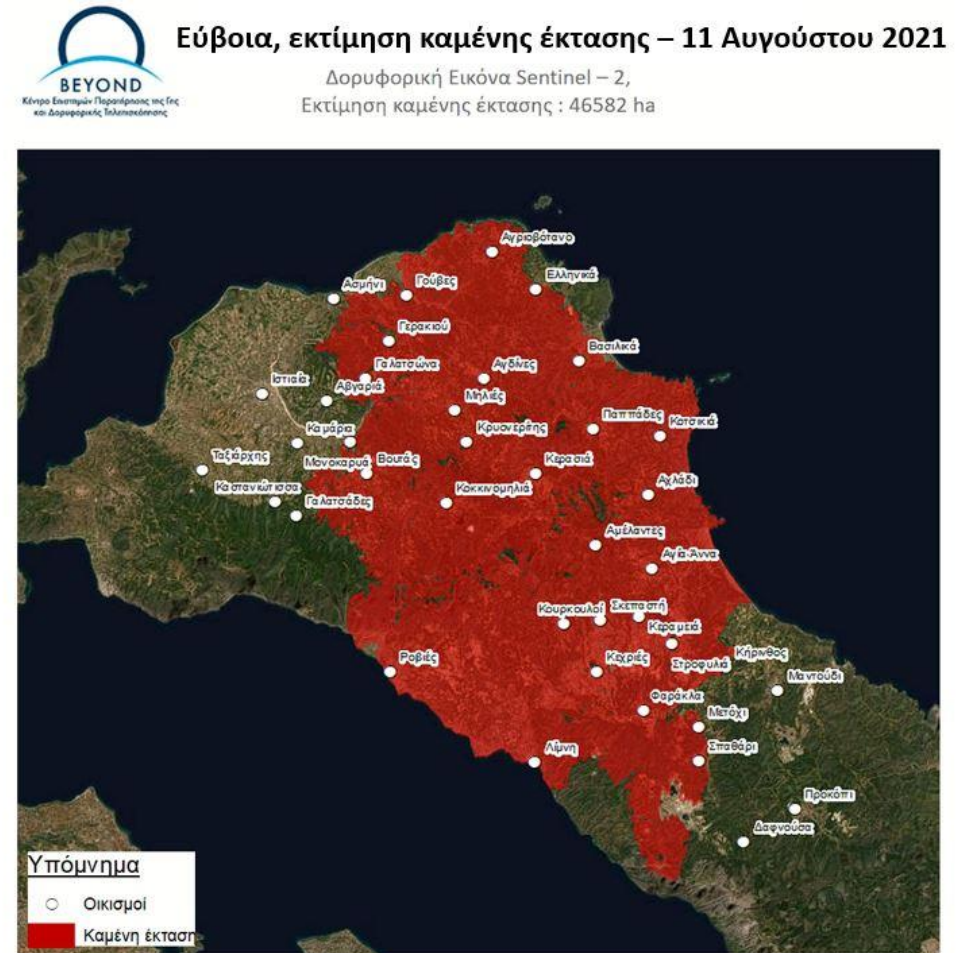 Εύβοια, εκτίμηση καμένης έκτασης – 11 Αυγούστου 2021
Δορυφορική Εικόνα Sentinel – 2,
Εκτίμηση καμένης έκτασης : 46582 ha
BEYOND
Κέντρο Επιστημών Παρατήρησης της Γης
και Δορυφορικής Τηλεπισκόπησης
Αγριοβότανο
Ελληνικά
Γούβες
Ασμήνι
Γερακιού
Βασιλικά
Γαλατσώνα
Αγδίνες
Ιστιαία
Αβγαριά
Μηλιές
Παππάδες
Κοτσικιά
Καμάρια
Κρυονερίτης
Ταξιάρχης
Μονοκαρυά
Βουτάς
Κερασιά
Καστανιώτισσα
Γαλατσάδες
Κοκκινομηλιά
Αχλάδι
Αμέλαντες
Αγία Άννα
Κουρκουλοί
Σκεπαστή
Κεραμειά
Ροβιές
Κεχριές
Στροφυλιά
Κήρινθος
Μαντούδι
Φαράκλα
Μετόχι
Λίμνη
Σπαθάρι
Προκόπι
Δαφνούσα
Υπόμνημα
Οικισμοί
Καμένη έκταση